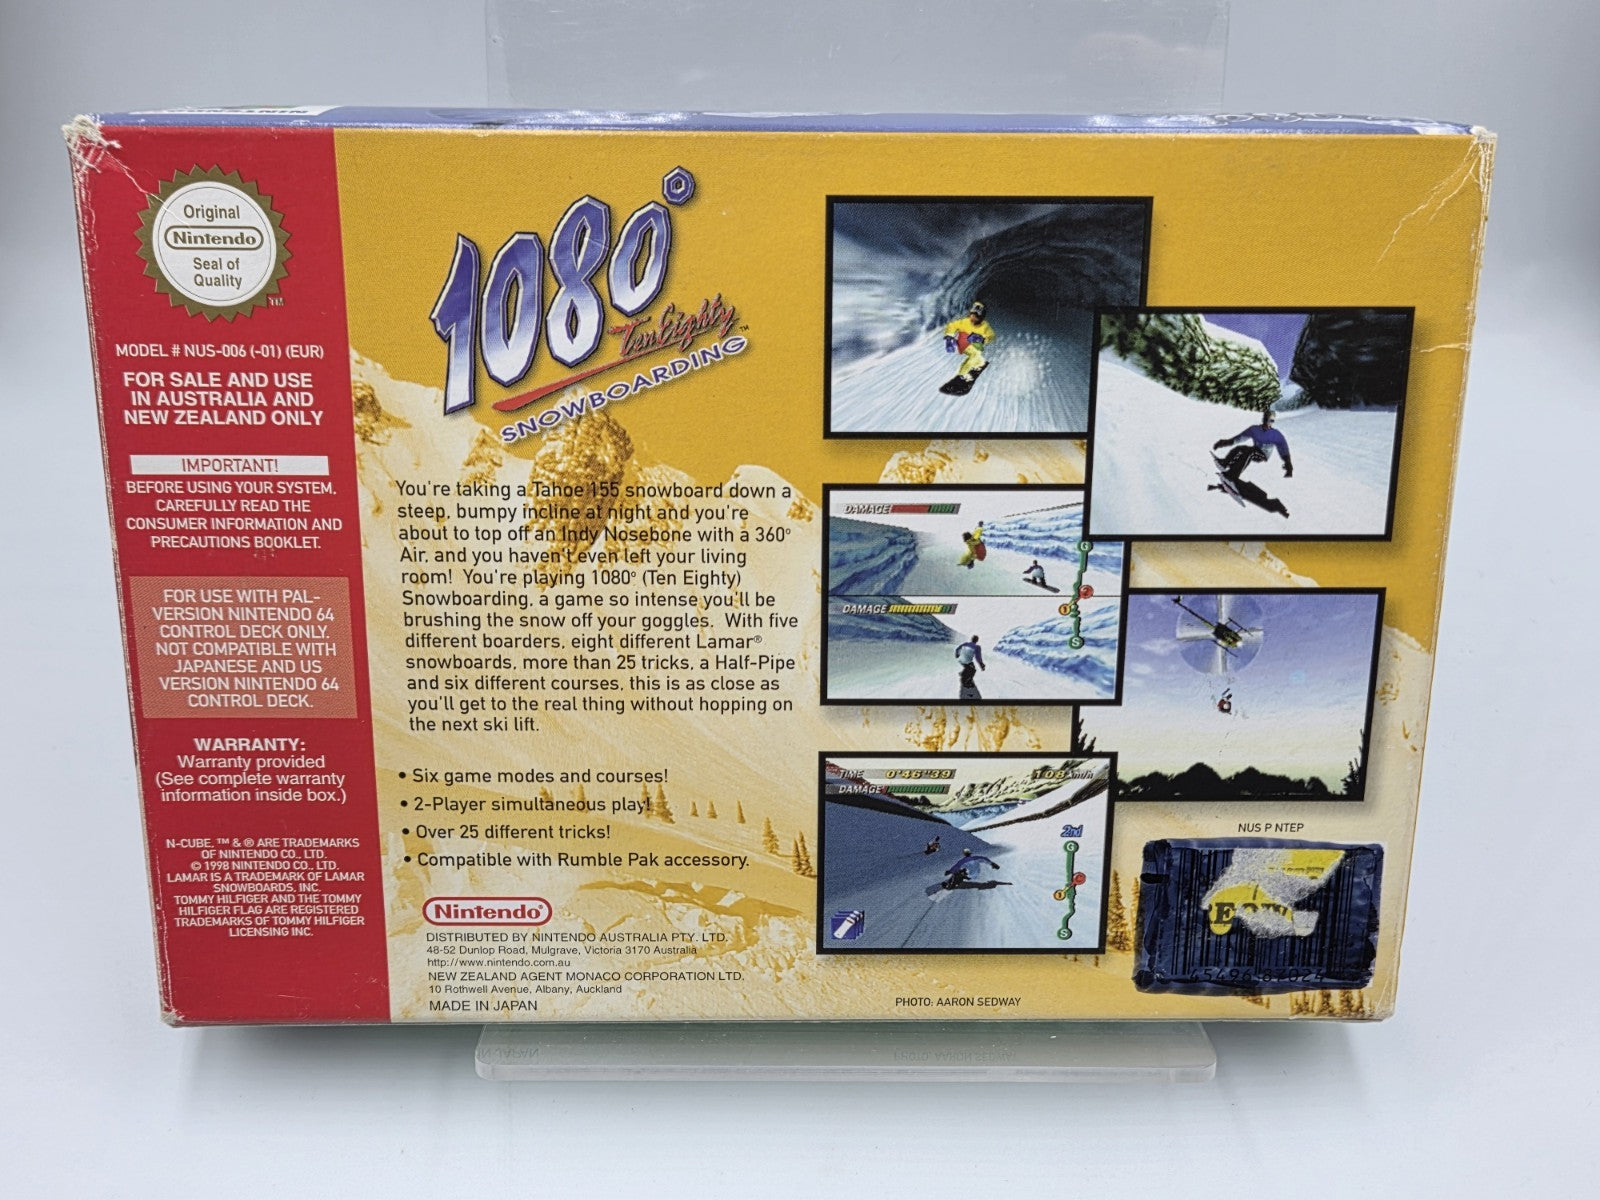 Original
Nintendo
Seal of
Quality
TM
MODEL # NUS-006 (-01) (EUR)
FOR SALE AND USE
IN AUSTRALIA AND
NEW ZEALAND ONLY
IMPORTANT!
BEFORE USING YOUR SYSTEM,
CAREFULLY READ THE
CONSUMER INFORMATION AND
PRECAUTIONS BOOKLET.
FOR USE WITH PAL-
VERSION NINTENDO 64
CONTROL DECK ONLY.
NOT COMPATIBLE WITH
JAPANESE AND US
VERSION NINTENDO 64
CONTROL DECK.
WARRANTY:
Warranty provided
(See complete warranty
information inside box.)
N-CUBE, ™ & ® ARE TRADEMARKS
OF NINTENDO CO., LTD.
© 1998 NINTENDO CO., LTD.
LAMAR IS A TRADEMARK OF LAMAR
SNOWBOARDS, INC.
TOMMY HILFIGER AND THE TOMMY
HILFIGER FLAG ARE REGISTERED
TRADEMARKS OF TOMMY HILFIGER
LICENSING INC.
1080°
TenEighty™
SNOWBOARDING
You're taking a Tahoe 155 snowboard down a
steep, bumpy incline at night and you're
about to top off an Indy Nosebone with a 360°
Air, and you haven't even left your living
room! You're playing 1080° (Ten Eighty)
Snowboarding, a game so intense you'll be
brushing the snow off your goggles. With five
different boarders, eight different Lamar®
snowboards, more than 25 tricks, a Half-Pipe
and six different courses, this is as close as
you'll get to the real thing without hopping on
the next ski lift.
• Six game modes and courses!
• 2-Player simultaneous play!
• Over 25 different tricks!
• Compatible with Rumble Pak accessory.
Nintendo®
DISTRIBUTED BY NINTENDO AUSTRALIA PTY. LTD.
48-52 Dunlop Road, Mulgrave, Victoria 3170 Australia
http://www.nintendo.com.au
NEW ZEALAND AGENT MONACO CORPORATION LTD.
10 Rothwell Avenue, Albany, Auckland
MADE IN JAPAN
DAMAGE
G
2
1
S
DAMAGE
TIME 0'46"39 108 km/h
DAMAGE
2nd
G
1
S
PHOTO: AARON SEDWAY
NUS P NTEP